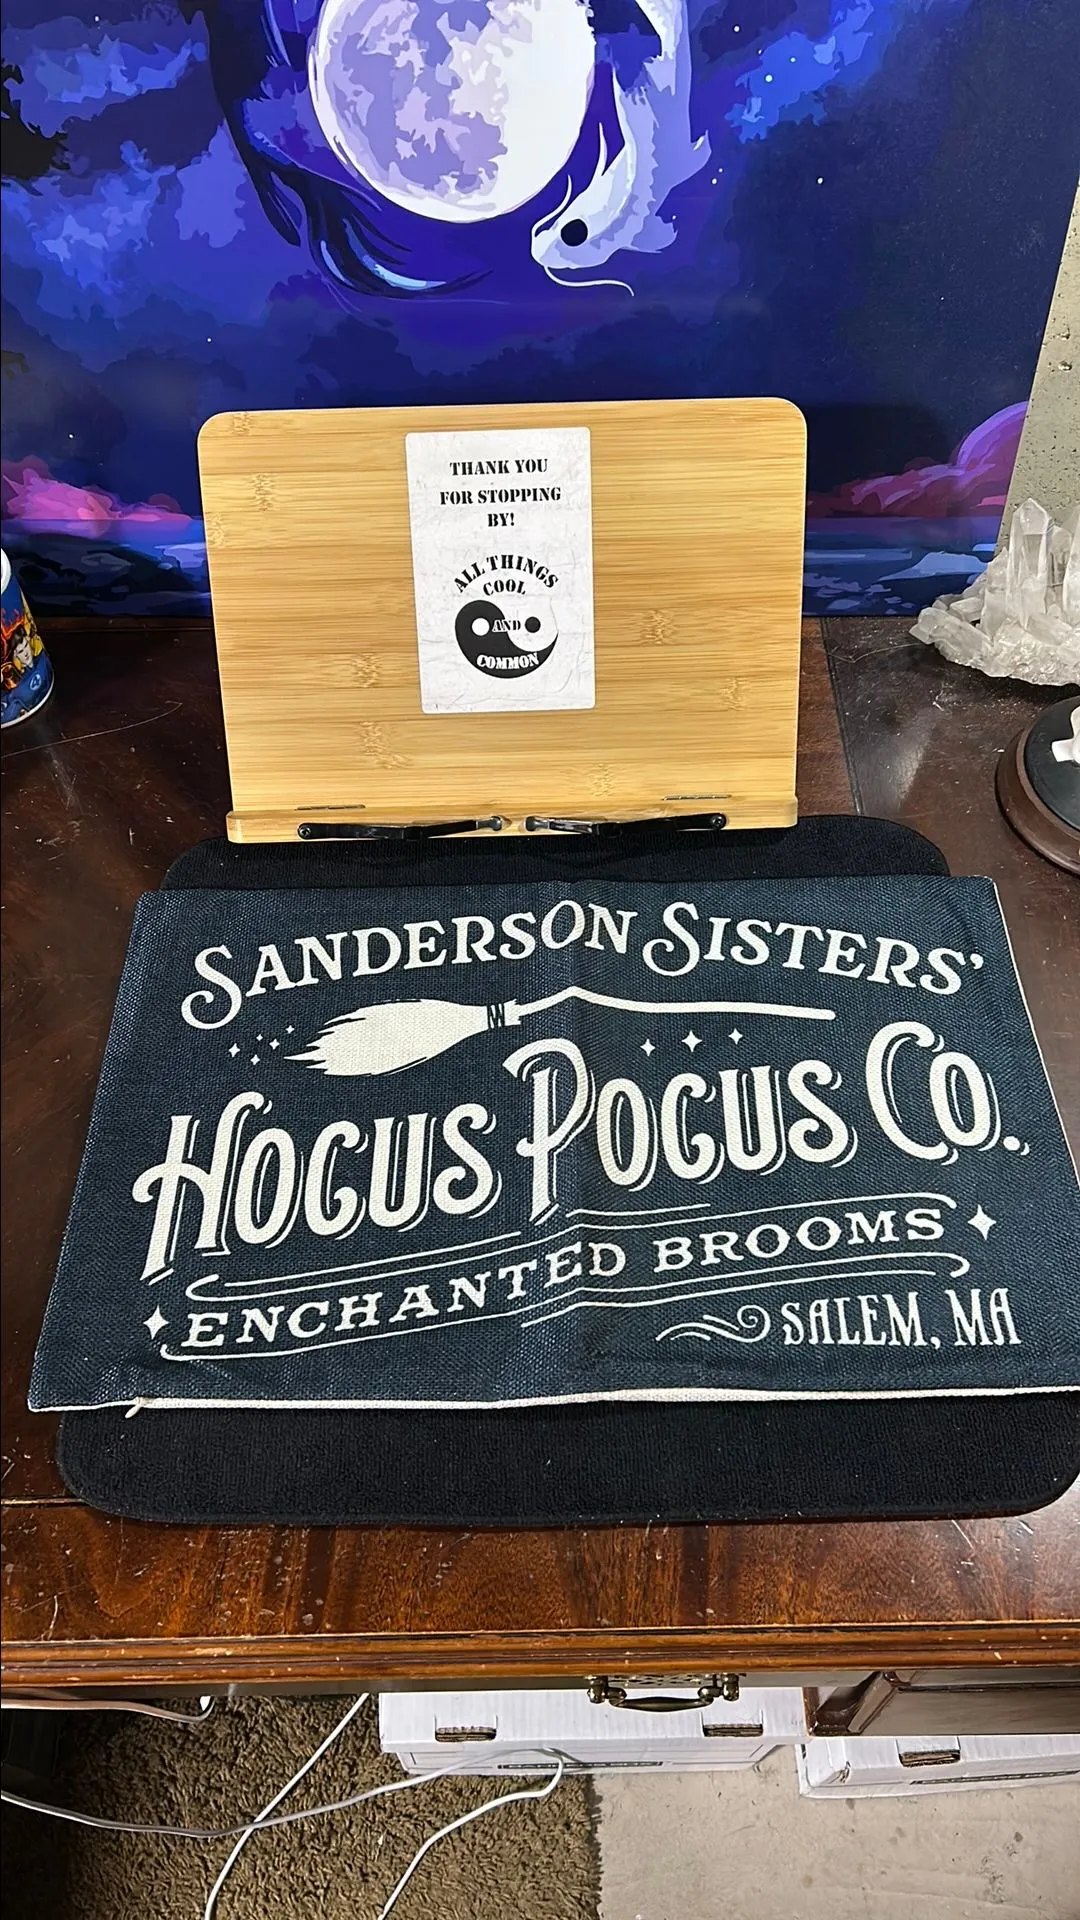 THANK YOU
FOR STOPPING
BY!
ALL THINGS
COOL
AND
COMMON
SANDERSON SISTERS'
HOCUS POCUS CO.
ENCHANTED BROOMS
SALEM, MA